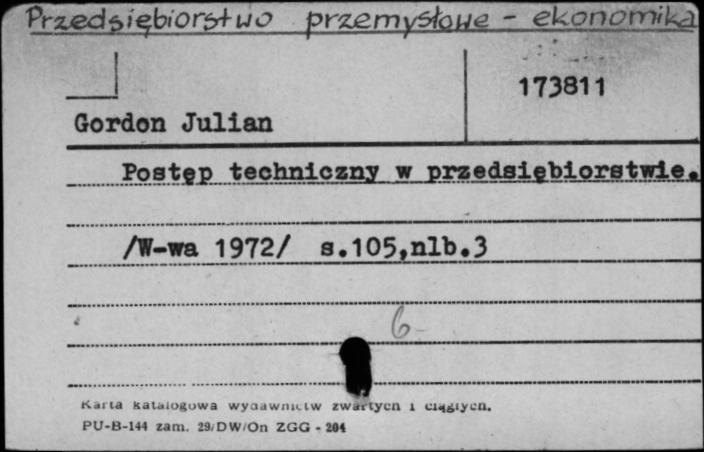 Przedsiębiorstwo przemysłowe - ekonomika
173811
Gordon Julian
Postęp techniczny w przedsiębiorstwie.
/W-wa 1972/ s.105,nlb.3
6
Karta katalogowa wydawnictw zwartych i ciągłych.
PU-B-144 zam. 29/DW/On ZGG - 204